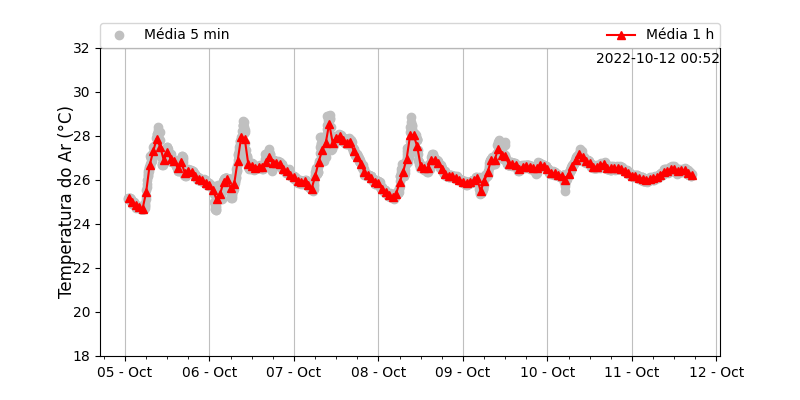 Média 5 min
Média 1 h
2022-10-12 00:52
Temperatura do Ar (°C)
32
30
28
26
24
22
20
18
05 - Oct
06 - Oct
07 - Oct
08 - Oct
09 - Oct
10 - Oct
11 - Oct
12 - Oct